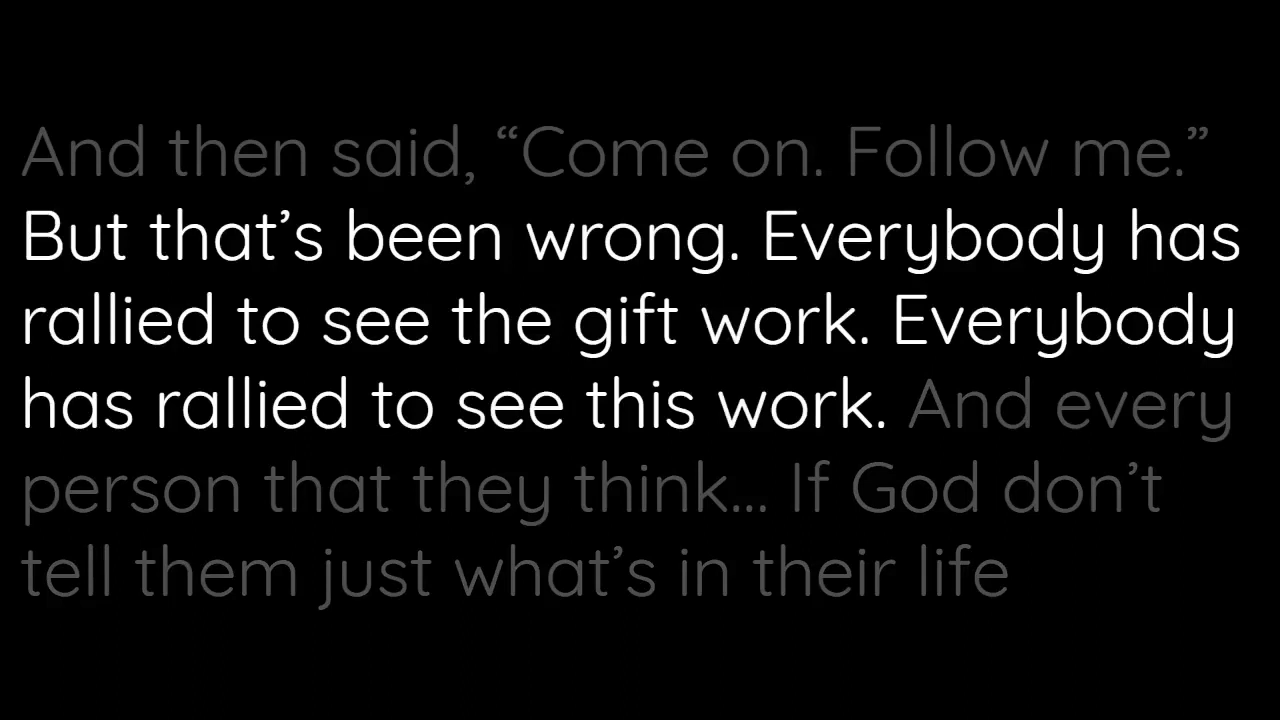 And then said, “Come on. Follow me.”
But that’s been wrong. Everybody has
rallied to see the gift work. Everybody
has rallied to see this work. And every
person that they think... If God don’t
tell them just what’s in their life